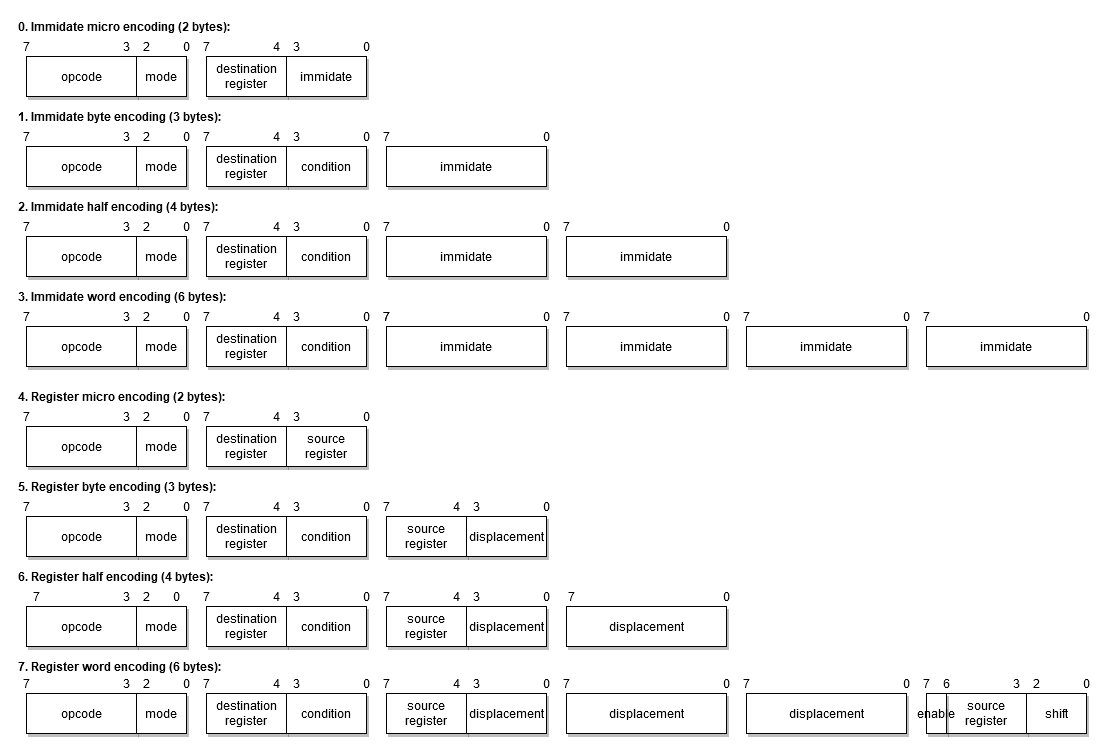 0. Immidate micro encoding (2 bytes):
7 3 2 0 7 4 3 0
opcode mode destination register immidate
1. Immidate byte encoding (3 bytes):
7 3 2 0 7 4 3 0 7 0
opcode mode destination register condition immidate
2. Immidate half encoding (4 bytes):
7 3 2 0 7 4 3 0 7 0 7 0
opcode mode destination register condition immidate immidate
3. Immidate word encoding (6 bytes):
7 3 2 0 7 4 3 0 7 0 7 0 7 0 7 0
opcode mode destination register condition immidate immidate immidate immidate
4. Register micro encoding (2 bytes):
7 3 2 0 7 4 3 0
opcode mode destination register source register
5. Register byte encoding (3 bytes):
7 3 2 0 7 4 3 0 7 4 3 0
opcode mode destination register condition source register displacement
6. Register half encoding (4 bytes):
7 3 2 0 7 4 3 0 7 4 3 0 7 0
opcode mode destination register condition source register displacement displacement
7. Register word encoding (6 bytes):
7 3 2 0 7 4 3 0 7 4 3 0 7 0 7 0 7 6 3 2 0
opcode mode destination register condition source register displacement displacement displacement enable source register shift